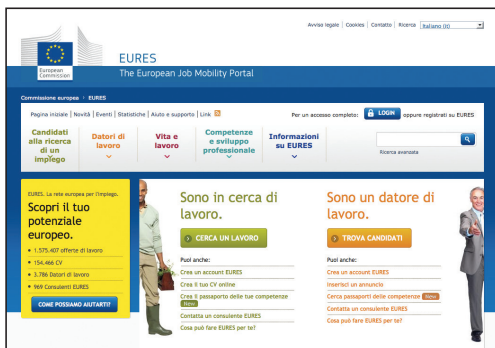 Avviso legale | Cookies | Contatto | Ricerca Italiano (it)
European
Commission
EURES
The European Job Mobility Portal
Commissione europea EURES
Pagina iniziale | Novità | Eventi | Statistiche | Aiuto e supporto | Link
Per un accesso completo: LOGIN oppure registrati su EURES
Candidati alla ricerca di un impiego
Datori di lavoro
Vita e lavoro
Competenze e sviluppo professionale
Informazioni su EURES
Ricerca avanzata
EURES. La rete europea per l'impiego.
Scopri il tuo
potenziale
europeo.
1.575.407 offerte di lavoro
154.466 CV
3.786 Datori di lavoro
969 Consulenti EURES
COME POSSIAMO AIUTARTI?
Sono in cerca di
lavoro.
CERCA UN LAVORO
Puoi anche:
Crea un account EURES
Crea il tuo CV online
Crea il passaporto delle tue competenze
New
Contatta un consulente EURES
Cosa può fare EURES per te?
Sono un datore di
lavoro.
TROVA CANDIDATI
Puoi anche:
Crea un account EURES
Inserisci un annuncio
Cerca passaporti delle competenze New
Contatta un consulente EURES
Cosa può fare EURES per te?